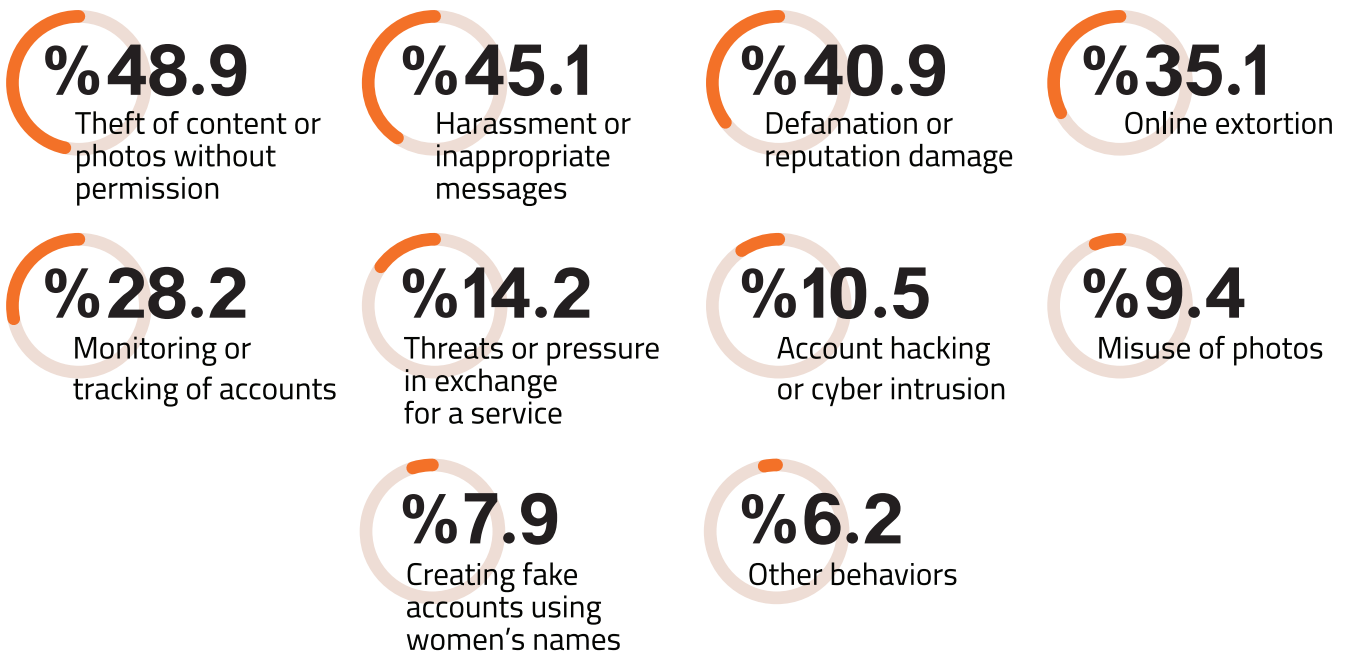 %48.9
Theft of content or
photos without
permission
%45.1
Harassment or
inappropriate
messages
%40.9
Defamation or
reputation damage
%35.1
Online extortion
%28.2
Monitoring or
tracking of accounts
%14.2
Threats or pressure
in exchange
for a service
%10.5
Account hacking
or cyber intrusion
%9.4
Misuse of photos
%7.9
Creating fake
accounts using
women’s names
%6.2
Other behaviors